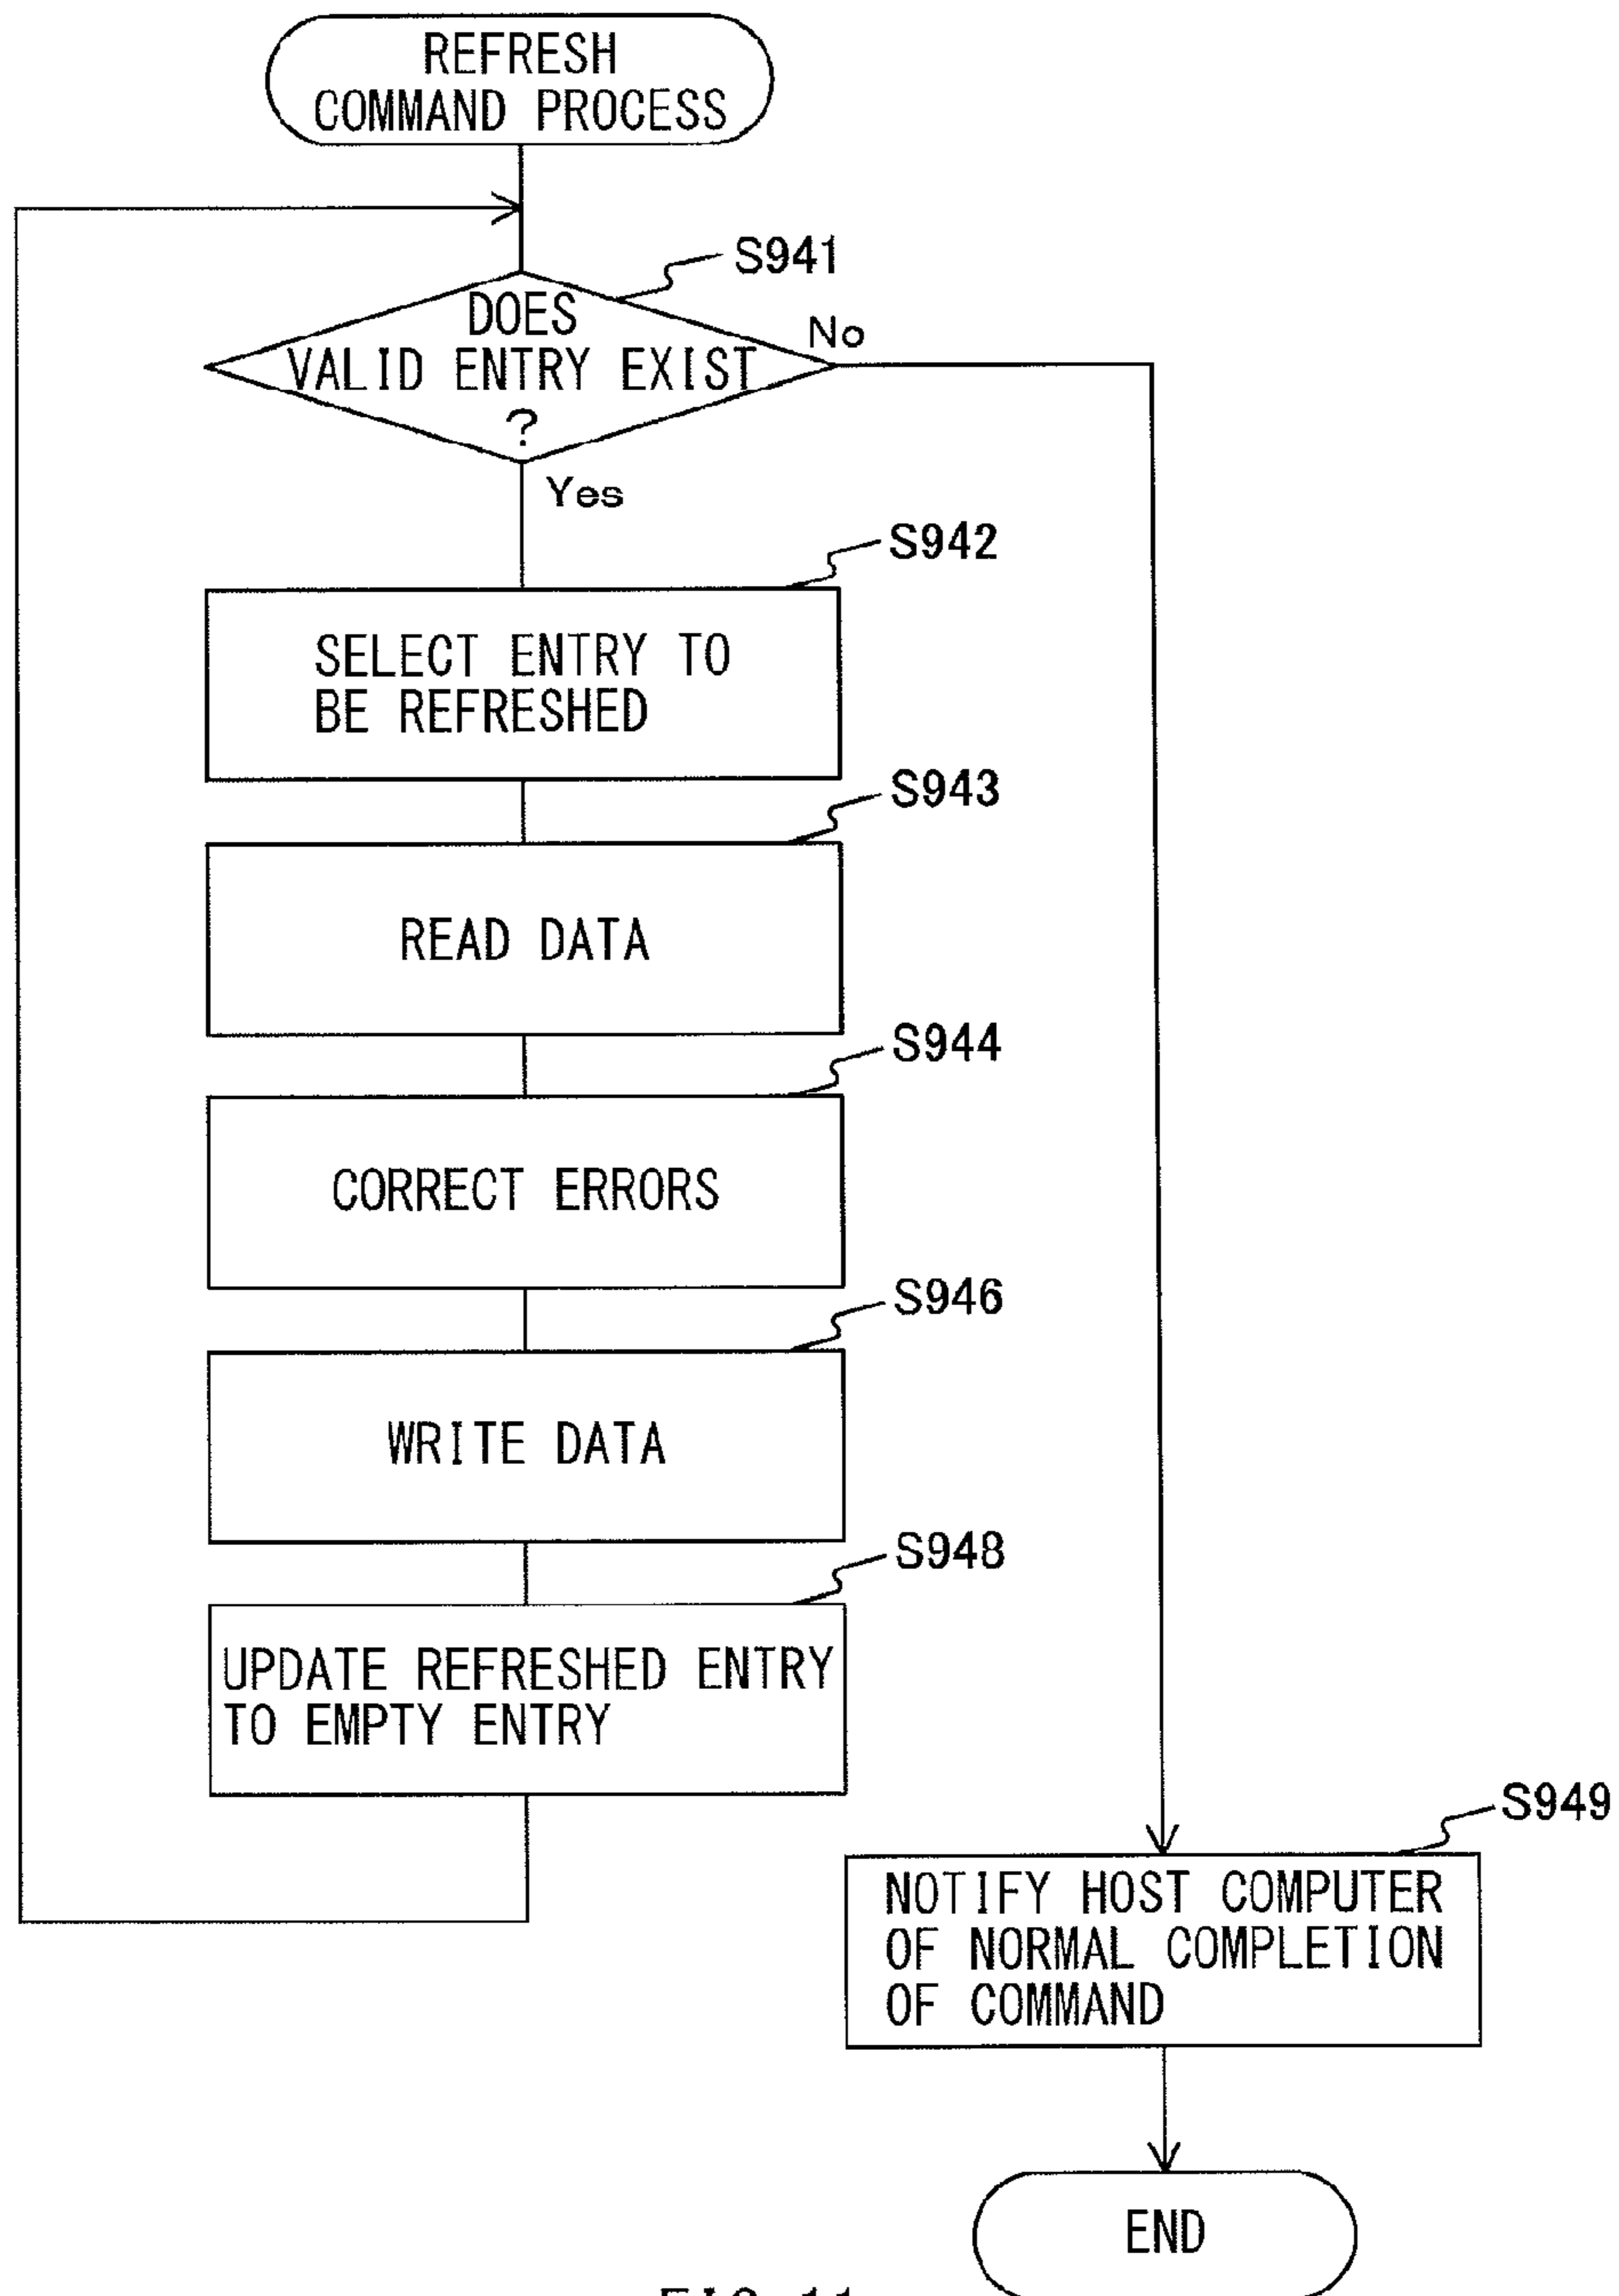 REFRESH
COMMAND PROCESS
S941
DOES
VALID ENTRY EXIST
?
No
Yes
S942
SELECT ENTRY TO
BE REFRESHED
S943
READ DATA
S944
CORRECT ERRORS
S946
WRITE DATA
S948
UPDATE REFRESHED ENTRY
TO EMPTY ENTRY
S949
NOTIFY HOST COMPUTER
OF NORMAL COMPLETION
OF COMMAND
END